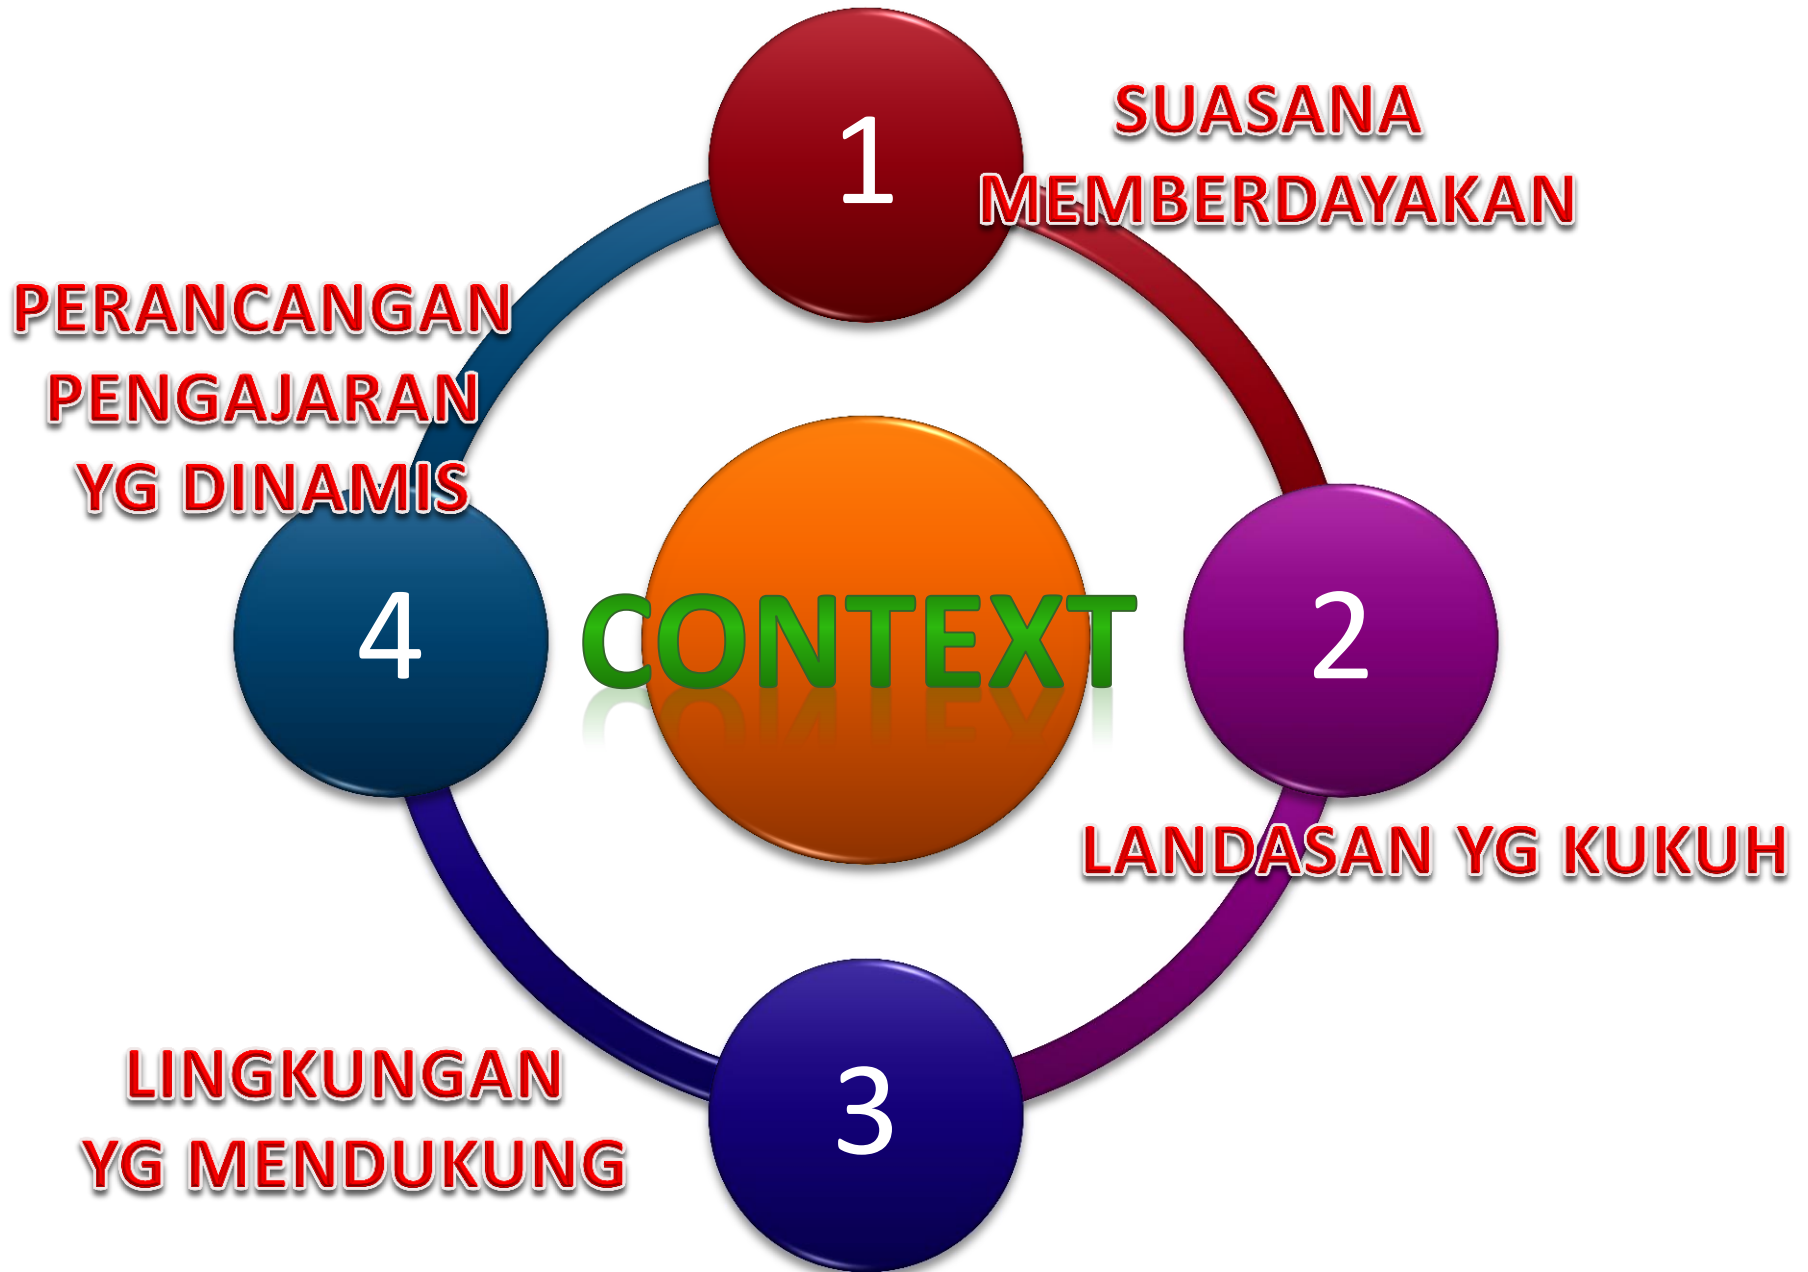 1
SUASANA
MEMBERDAYAKAN
2
LANDASAN YG KUKUH
3
LINGKUNGAN
YG MENDUKUNG
4
PERANCANGAN
PENGAJARAN
YG DINAMIS
CONTEXT